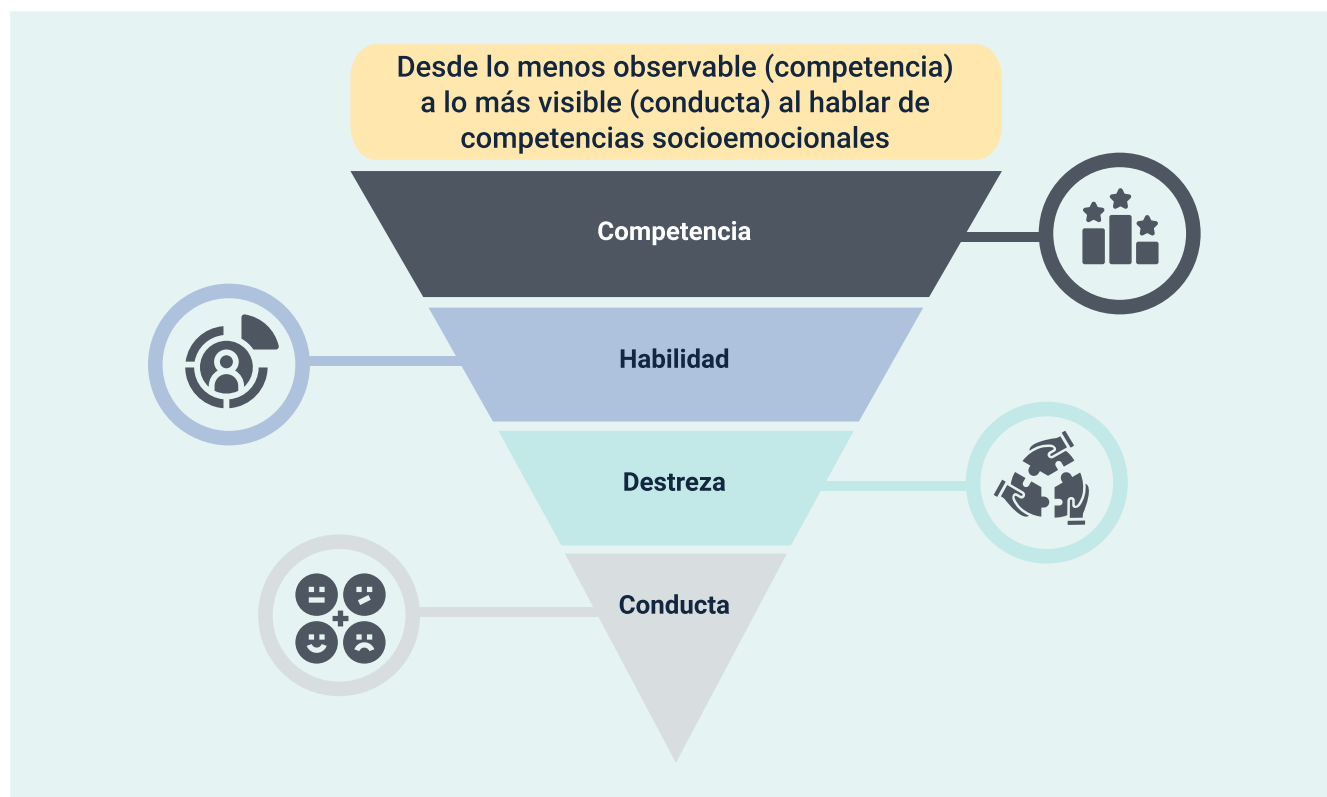 Desde lo menos observable (competencia)
a lo más visible (conducta) al hablar de
competencias socioemocionales
Competencia
Habilidad
Destreza
Conducta